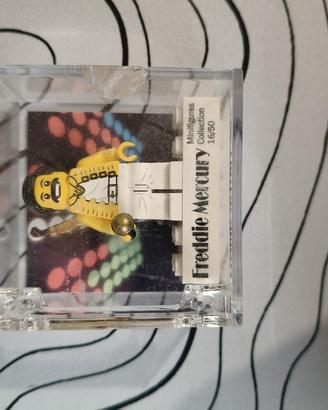 Freddie Mercury
Minifigures
Collection
16/50